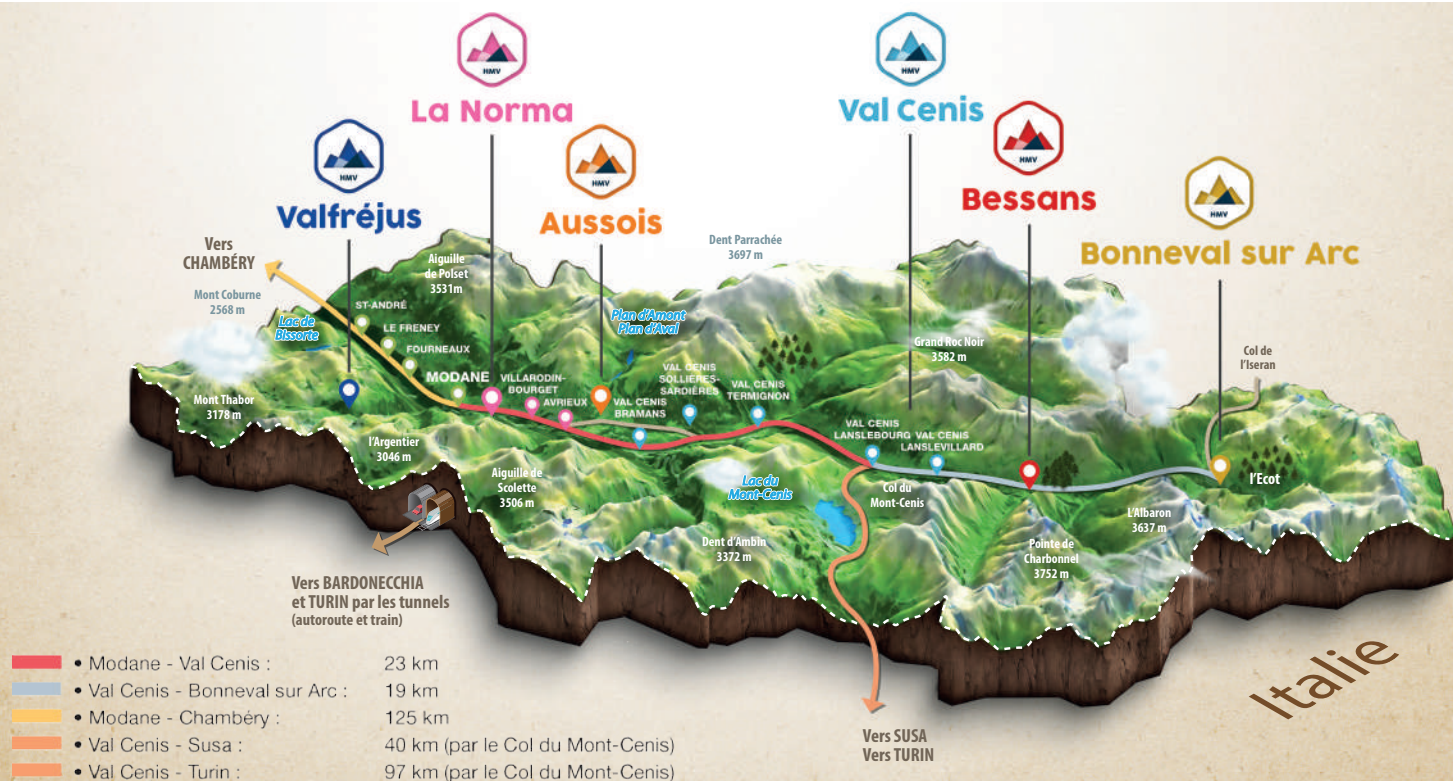 HMV
La Norma
HMV
Val Cenis
HMV
Valfréjus
HMV
Aussois
HMV
Bessans
HMV
Bonneval sur Arc
Vers
CHAMBÉRY
Mont Coburne
2568 m
Lac de
Bissorte
Aiguille
de Polset
3531m
Dent Parrachée
3697 m
ST-ANDRÉ
LE FRENEY
FOURNEAUX
MODANE
VILLARODIN-
BOURGET
AVRIEUX
Plan d'Amont
Plan d'Aval
VAL CENIS
BRAMANS
VAL CENIS
SOLLIÈRES-
SARDIÈRES
VAL CENIS
TERMIGNON
Grand Roc Noir
3582 m
Col de
l'Iseran
Mont Thabor
3178 m
l'Argentier
3046 m
Aiguille de
Scolette
3506 m
VAL CENIS
LANSLEBOURG
VAL CENIS
LANSLEVILLARD
Lac du
Mont-Cenis
Col du
Mont-Cenis
l'Ecot
L'Albaron
3637 m
Dent d'Ambin
3372 m
Pointe de
Charbonnel
3752 m
Vers BARDONECCHIA
et TURIN par les tunnels
(autoroute et train)
Italie
Vers SUSA
Vers TURIN
• Modane - Val Cenis : 23 km
• Val Cenis - Bonneval sur Arc : 19 km
• Modane - Chambéry : 125 km
• Val Cenis - Susa : 40 km (par le Col du Mont-Cenis)
• Val Cenis - Turin : 97 km (par le Col du Mont-Cenis)